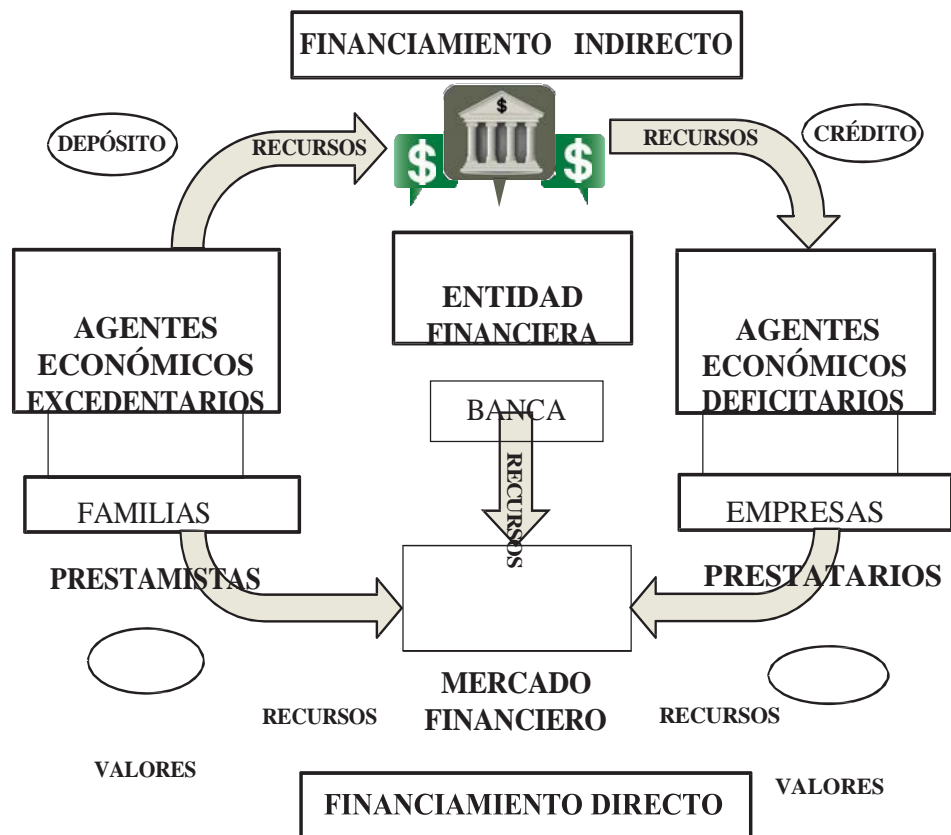 FINANCIAMIENTO INDIRECTO
$
DEPÓSITO
RECURSOS
$
$
RECURSOS
CRÉDITO
AGENTES
ECONÓMICOS
EXCEDENTARIOS
ENTIDAD
FINANCIERA
AGENTES
ECONÓMICOS
DEFICITARIOS
BANCA
RECURSOS
FAMILIAS
EMPRESAS
PRESTAMISTAS
PRESTATARIOS
MERCADO
FINANCIERO
RECURSOS
RECURSOS
VALORES
VALORES
FINANCIAMIENTO DIRECTO